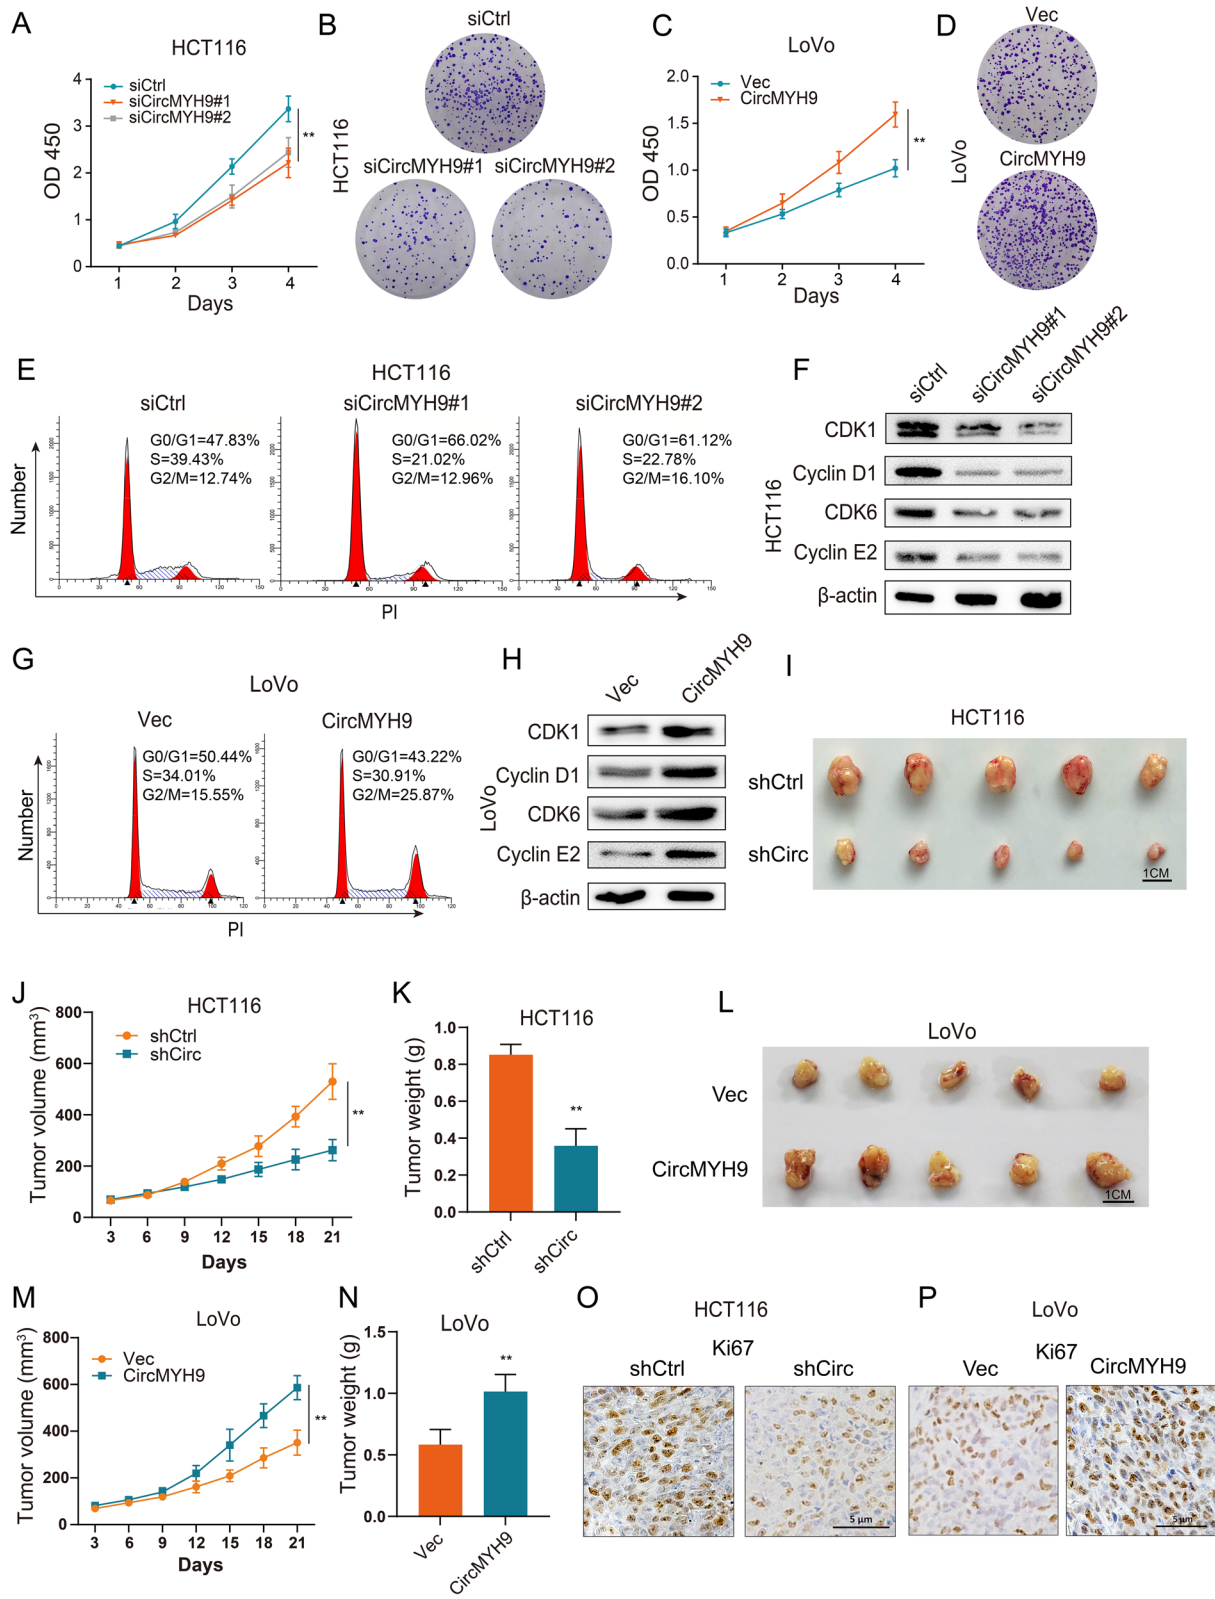 A
HCT116
siCtrl
siCircMYH9#1
siCircMYH9#2
OD 450
4
3
2
1
0
1 2 3 4
Days
**
B
siCtrl
HCT116
siCircMYH9#1 siCircMYH9#2
C
LoVo
Vec
CircMYH9
OD 450
2.0
1.5
1.0
0.5
0.0
1 2 3 4
Days
**
D
Vec
LoVo
CircMYH9
E
HCT116
siCtrl siCircMYH9#1 siCircMYH9#2
G0/G1=47.83%
S=39.43%
G2/M=12.74%
G0/G1=66.02%
S=21.02%
G2/M=12.96%
G0/G1=61.12%
S=22.78%
G2/M=16.10%
Number
PI
F
siCtrl siCircMYH9#1 siCircMYH9#2
HCT116
CDK1
Cyclin D1
CDK6
Cyclin E2
β-actin
G
LoVo
Vec CircMYH9
G0/G1=50.44%
S=34.01%
G2/M=15.55%
G0/G1=43.22%
S=30.91%
G2/M=25.87%
Number
PI
H
Vec CircMYH9
LoVo
CDK1
Cyclin D1
CDK6
Cyclin E2
β-actin
I
HCT116
shCtrl
shCirc
1CM
J
HCT116
shCtrl
shCirc
Tumor volume (mm³)
800
600
400
200
0
3 6 9 12 15 18 21
Days
**
K
HCT116
Tumor weight (g)
1.0
0.8
0.6
0.4
0.2
0.0
**
shCtrl shCirc
L
LoVo
Vec
CircMYH9
1CM
M
LoVo
Vec
CircMYH9
Tumor volume (mm³)
800
600
400
200
0
3 6 9 12 15 18 21
Days
**
N
LoVo
Tumor weight (g)
1.5
1.0
0.5
0.0
**
Vec CircMYH9
O
HCT116
Ki67
shCtrl shCirc
5 μm
P
LoVo
Ki67
Vec CircMYH9
5 μm